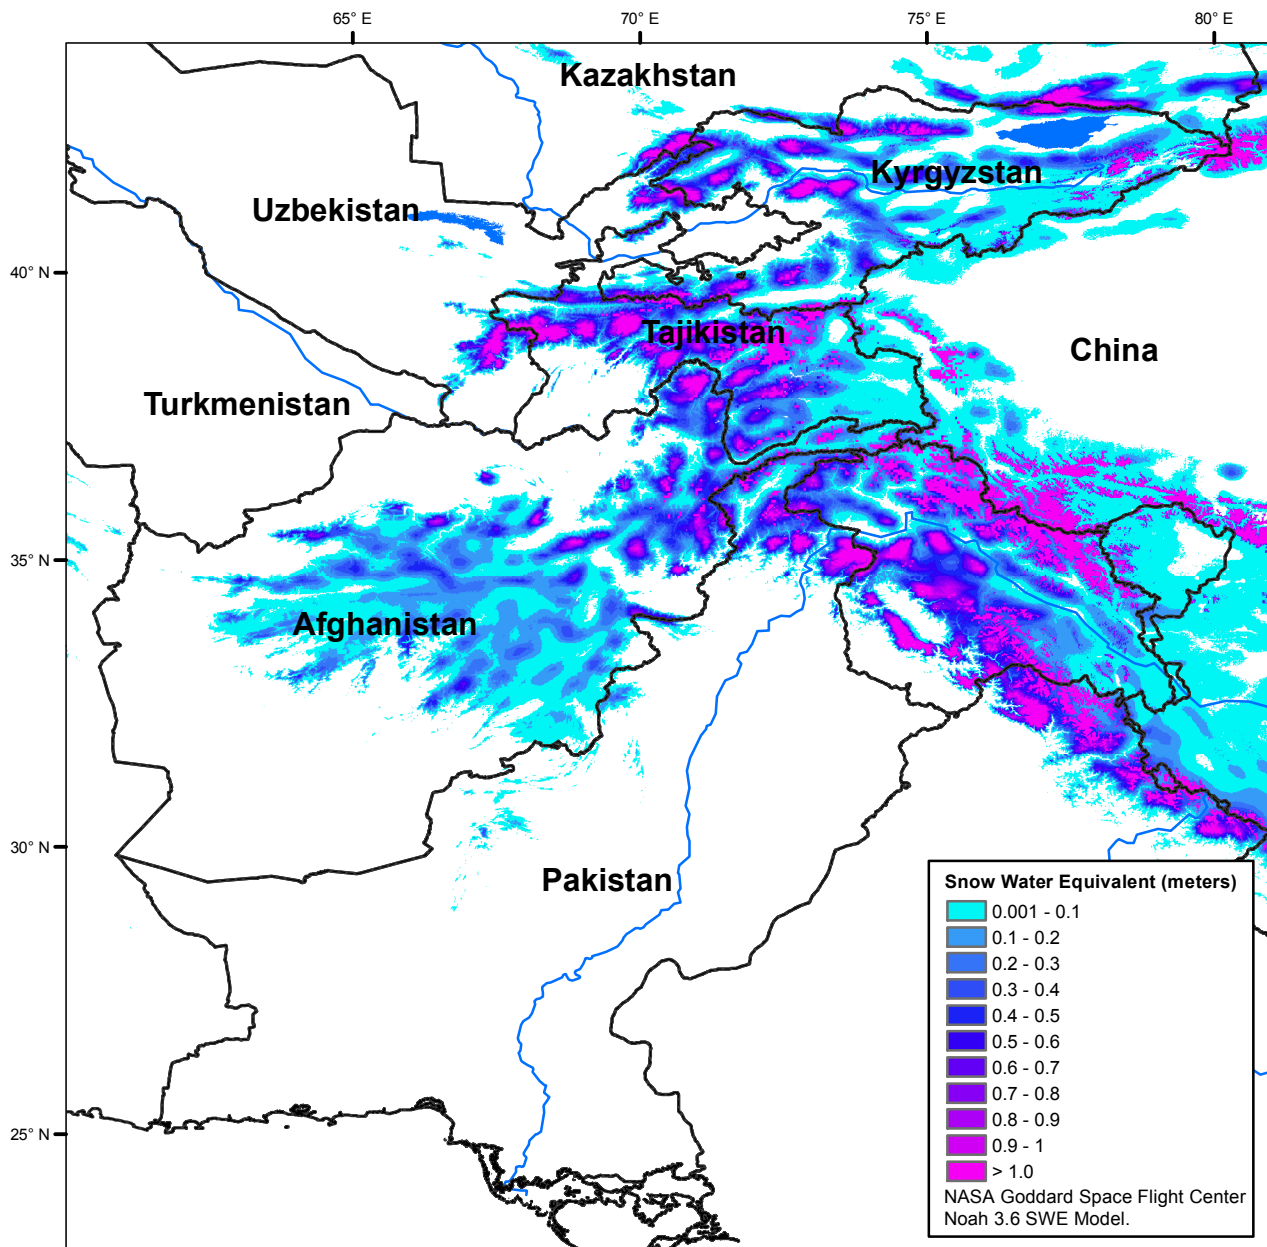 65° E
70° E
75° E
80° E
Kazakhstan
Kyrgyzstan
Uzbekistan
40° N
Tajikistan
China
Turkmenistan
35° N
Afghanistan
30° N
Pakistan
25° N
Snow Water Equivalent (meters)
0.001 - 0.1
0.1 - 0.2
0.2 - 0.3
0.3 - 0.4
0.4 - 0.5
0.5 - 0.6
0.6 - 0.7
0.7 - 0.8
0.8 - 0.9
0.9 - 1
> 1.0
NASA Goddard Space Flight Center
Noah 3.6 SWE Model.